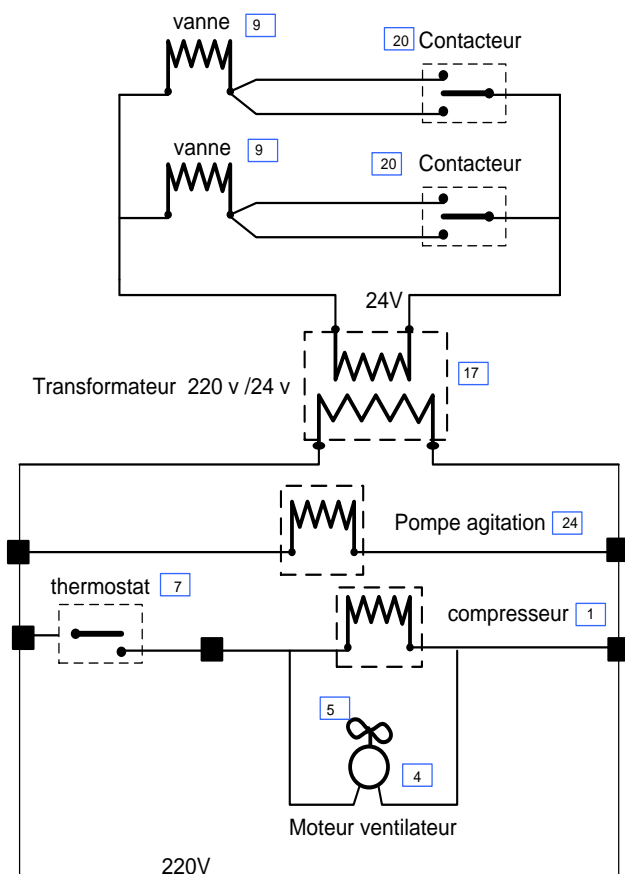 vanne 9
20 Contacteur
vanne 9
20 Contacteur
24V
17
Transformateur 220 v /24 v
Pompe agitation 24
thermostat 7
compresseur 1
5
4
Moteur ventilateur
220V